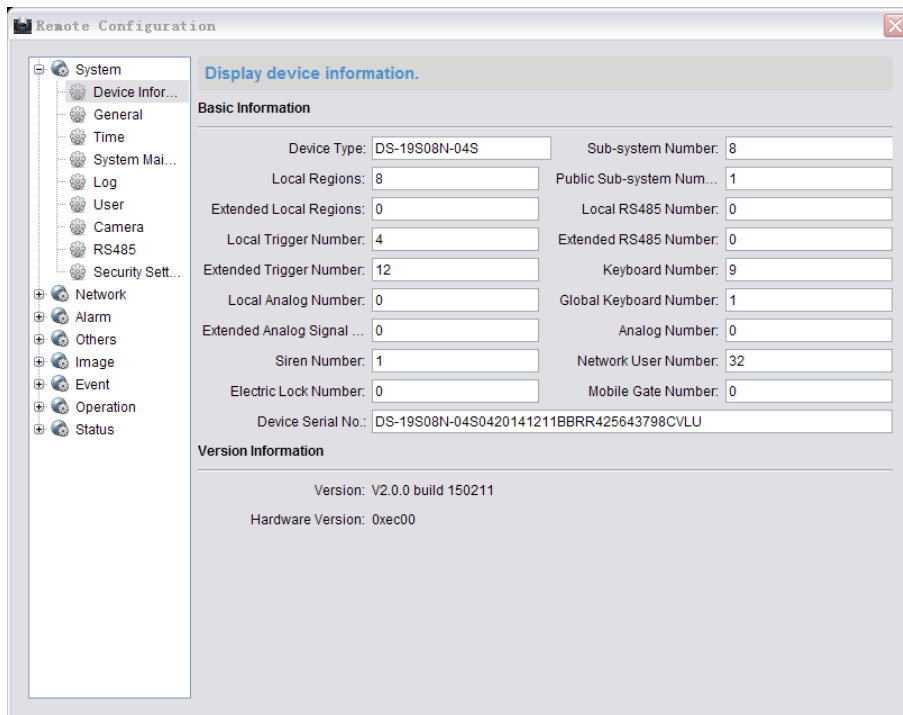 Remote Configuration
System
Device Infor...
General
Time
System Mai...
Log
User
Camera
RS485
Security Sett...
Network
Alarm
Others
Image
Event
Operation
Status
Display device information.
Basic Information
Device Type: DS-19S08N-04S Sub-system Number: 8
Local Regions: 8 Public Sub-system Num... 1
Extended Local Regions: 0 Local RS485 Number: 0
Local Trigger Number: 4 Extended RS485 Number: 0
Extended Trigger Number: 12 Keyboard Number: 9
Local Analog Number: 0 Global Keyboard Number: 1
Extended Analog Signal ... 0 Analog Number: 0
Siren Number: 1 Network User Number: 32
Electric Lock Number: 0 Mobile Gate Number: 0
Device Serial No.: DS-19S08N-04S0420141211BBRR425643798CVLU
Version Information
Version: V2.0.0 build 150211
Hardware Version: 0xec00